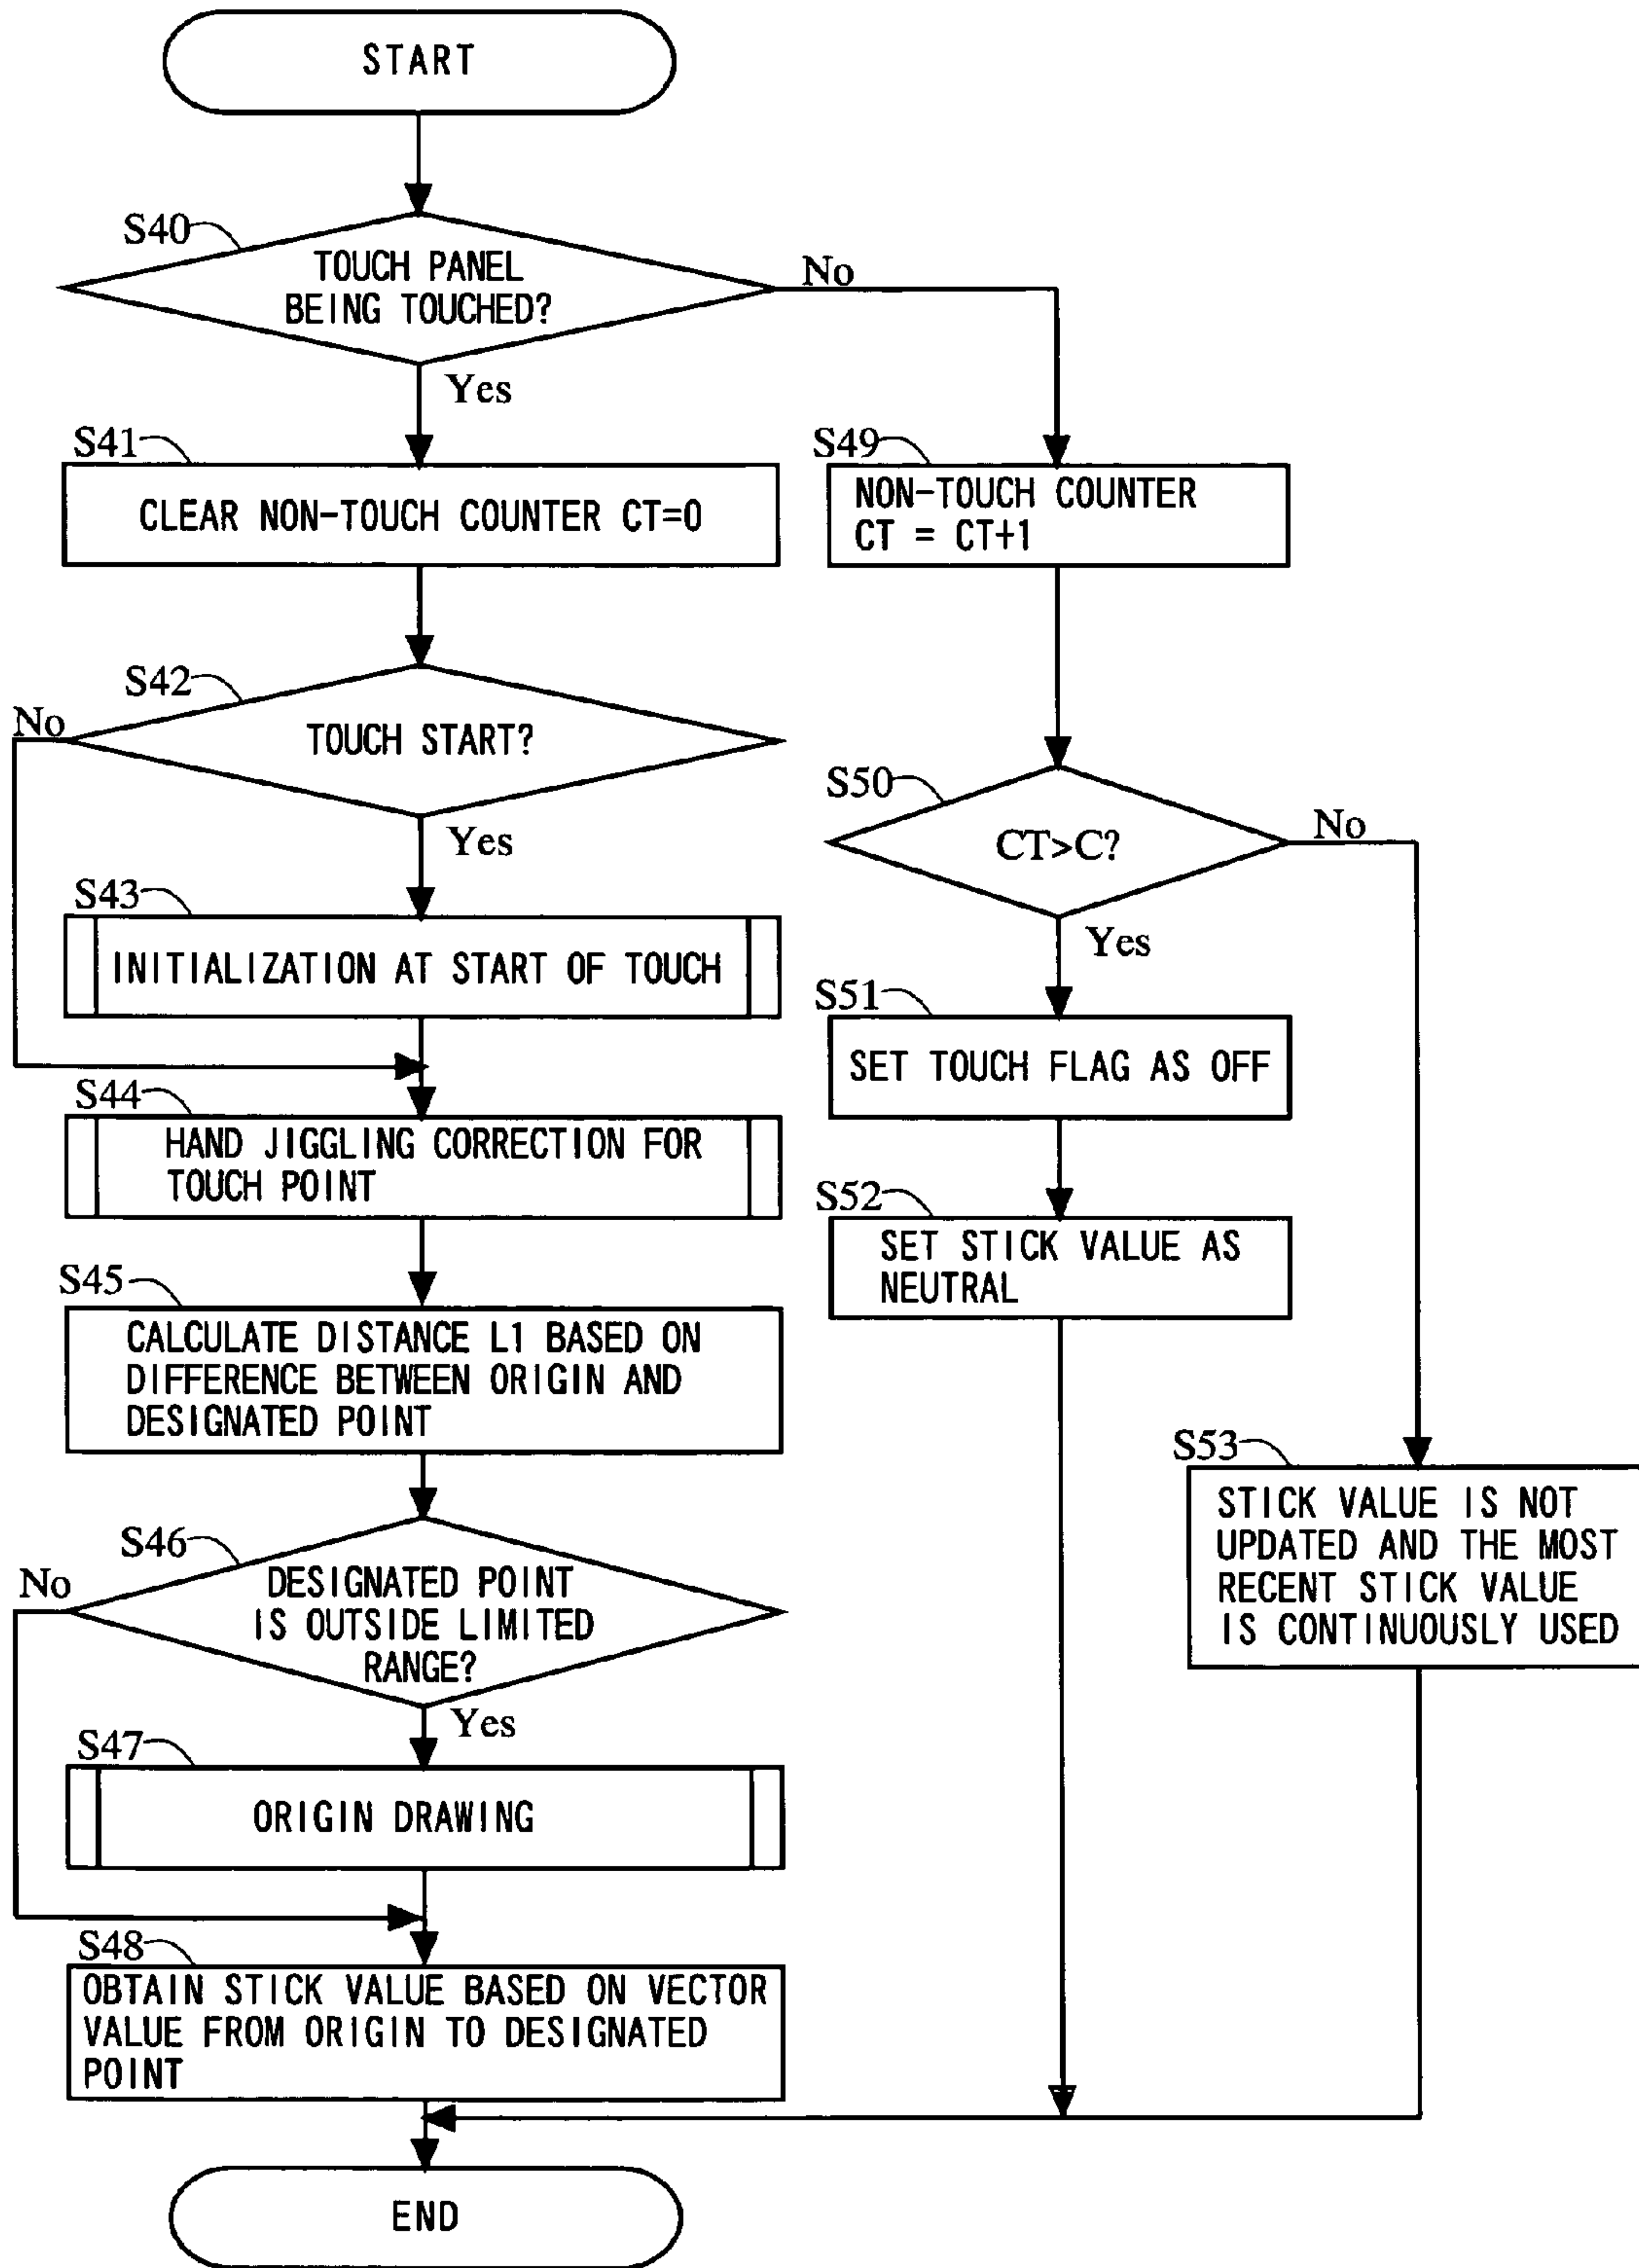 START
S40
TOUCH PANEL
BEING TOUCHED?
No
Yes
S41
CLEAR NON-TOUCH COUNTER CT=0
S49
NON-TOUCH COUNTER
CT = CT+1
S42
No
TOUCH START?
Yes
S50
CT>C?
No
Yes
S43
INITIALIZATION AT START OF TOUCH
S51
SET TOUCH FLAG AS OFF
S44
HAND JIGGLING CORRECTION FOR
TOUCH POINT
S52
SET STICK VALUE AS
NEUTRAL
S45
CALCULATE DISTANCE L1 BASED ON
DIFFERENCE BETWEEN ORIGIN AND
DESIGNATED POINT
S53
STICK VALUE IS NOT
UPDATED AND THE MOST
RECENT STICK VALUE
IS CONTINUOUSLY USED
S46
No
DESIGNATED POINT
IS OUTSIDE LIMITED
RANGE?
Yes
S47
ORIGIN DRAWING
S48
OBTAIN STICK VALUE BASED ON VECTOR
VALUE FROM ORIGIN TO DESIGNATED
POINT
END